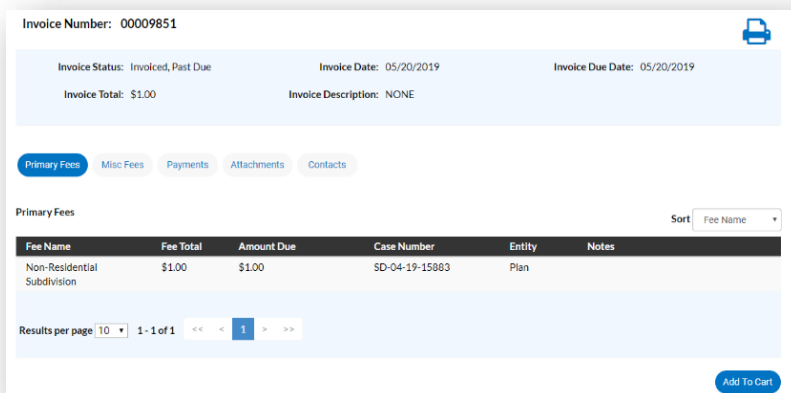 Invoice Number: 00009851
Invoice Status: Invoiced, Past Due Invoice Date: 05/20/2019 Invoice Due Date: 05/20/2019
Invoice Total: $1.00 Invoice Description: NONE
Primary Fees Misc Fees Payments Attachments Contacts
Primary Fees Sort Fee Name
Fee Name Fee Total Amount Due Case Number Entity Notes
Non-Residential $1.00 $1.00 SD-04-19-15883 Plan
Subdivision
Results per page 10 1 - 1 of 1 << < 1 > >>
Add To Cart